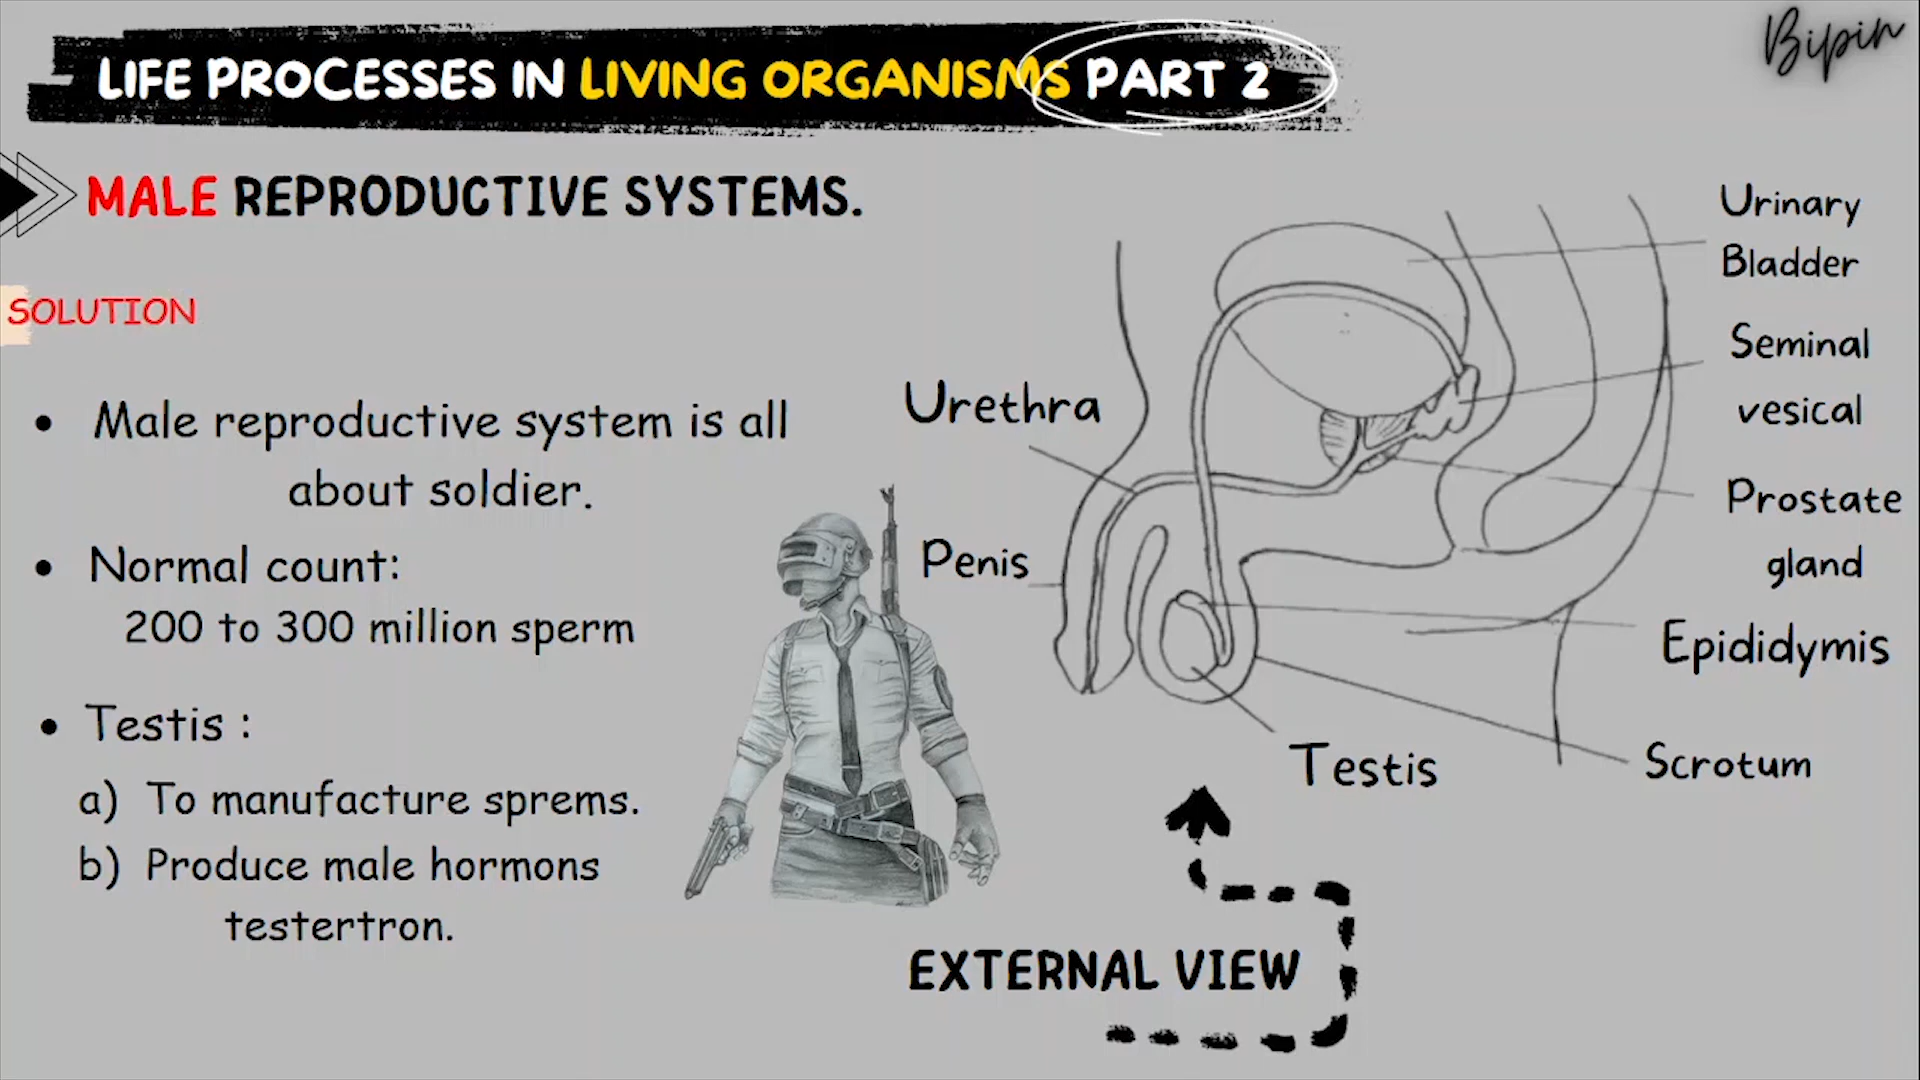 Bipin
LIFE PROCESSES IN LIVING ORGANISMS PART 2
MALE REPRODUCTIVE SYSTEMS.
SOLUTION
• Male reproductive system is all
about soldier.
• Normal count:
200 to 300 million sperm
• Testis :
a) To manufacture sprems.
b) Produce male hormons
testertron.
Urethra
Penis
Urinary
Bladder
Seminal
vesical
Prostate
gland
Epididymis
Scrotum
Testis
EXTERNAL VIEW